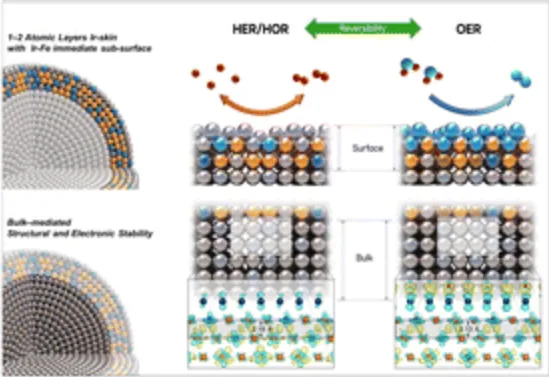 1–2 Atomic Layers Ir-skin
with Ir-Fe immediate sub-surface
HER/HOR
Reversibility
OER
Surface
Bulk–mediated
Structural and Electronic Stability
Bulk